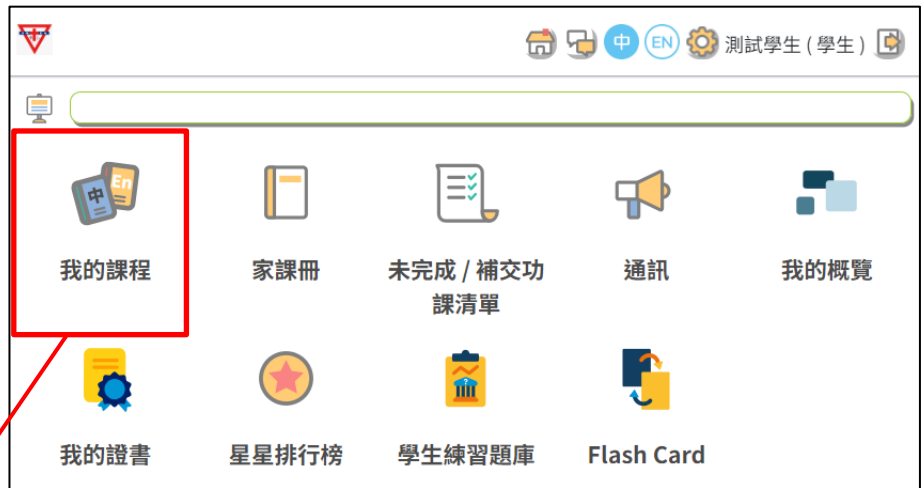 中 EN 測試學生 ( 學生 )
中 En
我的課程 家課冊 未完成 / 補交功 通訊 我的概覽
課清單
?
我的證書 星星排行榜 學生練習題庫 Flash Card